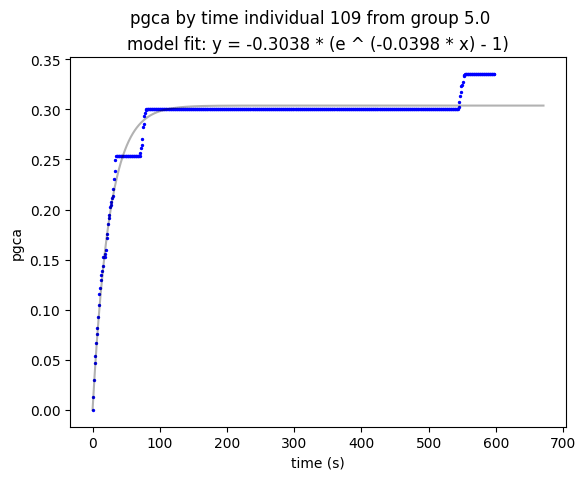 pgca by time individual 109 from group 5.0
model fit: y = -0.3038 * (e ^ (-0.0398 * x) - 1)
0.35
0.30
0.25
0.20
0.15
0.10
0.05
0.00
pgca
0 100 200 300 400 500 600 700
time (s)